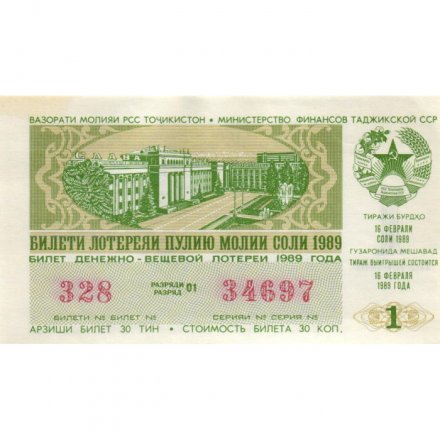 ВАЗОРАТИ МОЛИЯИ РСС ТОҶИКИСТОН • МИНИСТЕРСТВО ФИНАНСОВ ТАДЖИКСКОЙ ССР
БИЛЕТИ ЛОТЕРЕЯИ ПУЛИЮ МОЛИИ СОЛИ 1989
БИЛЕТ ДЕНЕЖНО - ВЕЩЕВОЙ ЛОТЕРЕИ 1989 ГОДА
328
РАЗРЯДИ 01
РАЗРЯД
34697
БИЛЕТИ № БИЛЕТ №
СЕРИЯИ № СЕРИЯ №
АРЗИШИ БИЛЕТ 30 ТИН • СТОИМОСТЬ БИЛЕТА 30 КОП.
ТИРАЖИ БУРДҲО
16 ФЕВРАЛИ
СОЛИ 1989
ГУЗАРОНИДА МЕШАВАД
ТИРАЖ ВЫИГРЫШЕЙ СОСТОИТСЯ
16 ФЕВРАЛЯ
1989 ГОДА
1